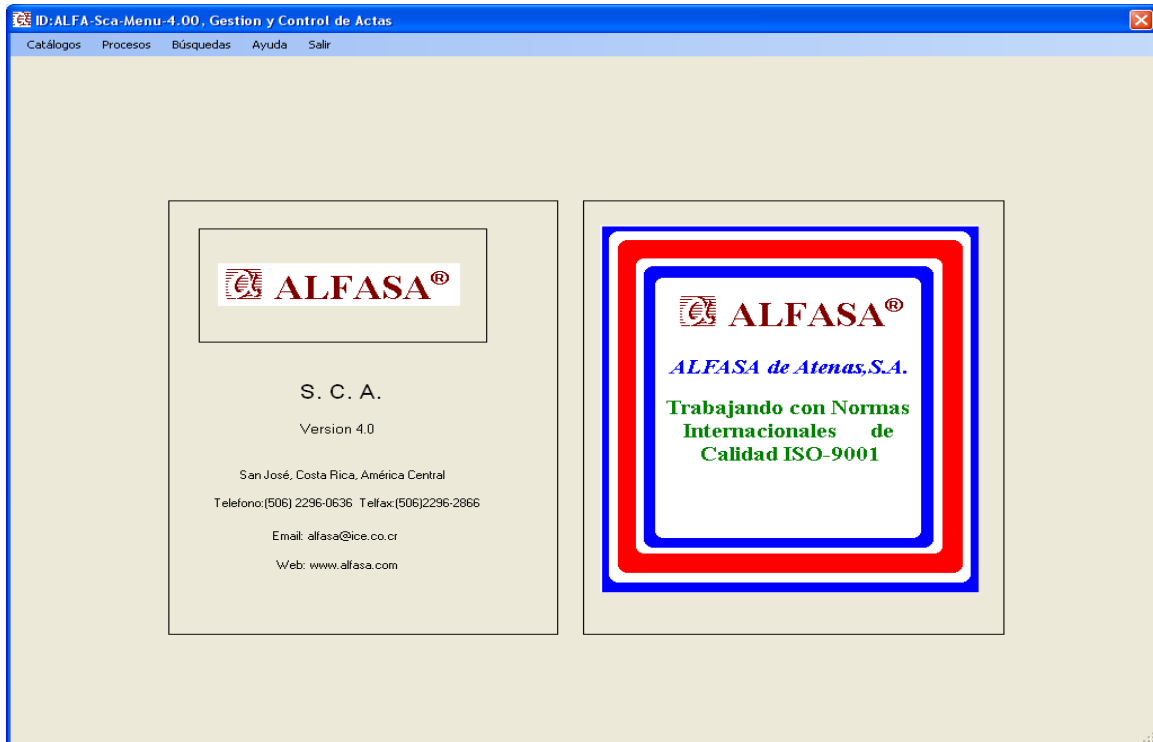 ID:ALFA-Sca-Menu-4.00, Gestion y Control de Actas
Catálogos Procesos Búsquedas Ayuda Salir
ALFASA®
S. C. A.
Version 4.0
San José, Costa Rica, América Central
Telefono:(506) 2296-0636 Telfax:(506)2296-2866
Email: alfasa@ice.co.cr
Web: www.alfasa.com
ALFASA®
ALFASA de Atenas,S.A.
Trabajando con Normas
Internacionales de
Calidad ISO-9001